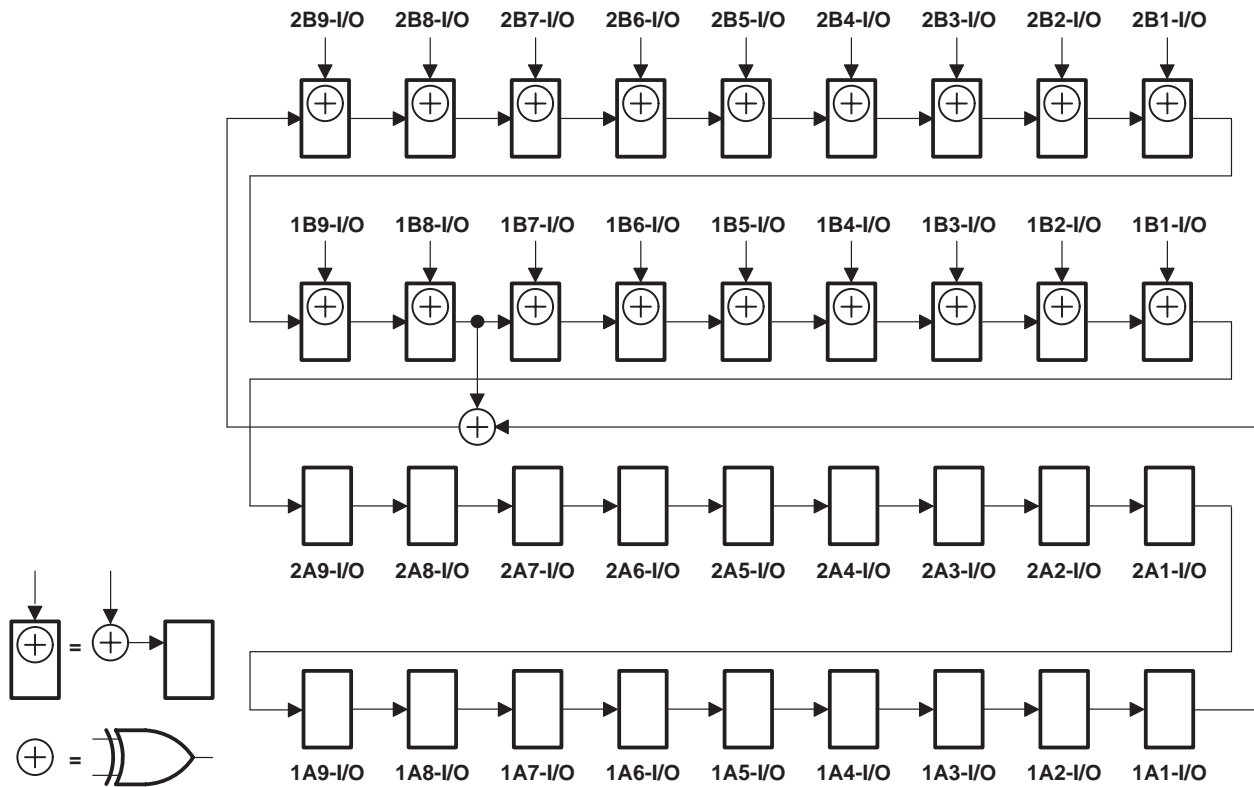 2B9-I/O 2B8-I/O 2B7-I/O 2B6-I/O 2B5-I/O 2B4-I/O 2B3-I/O 2B2-I/O 2B1-I/O
1B9-I/O 1B8-I/O 1B7-I/O 1B6-I/O 1B5-I/O 1B4-I/O 1B3-I/O 1B2-I/O 1B1-I/O
2A9-I/O 2A8-I/O 2A7-I/O 2A6-I/O 2A5-I/O 2A4-I/O 2A3-I/O 2A2-I/O 2A1-I/O
=
=
1A9-I/O 1A8-I/O 1A7-I/O 1A6-I/O 1A5-I/O 1A4-I/O 1A3-I/O 1A2-I/O 1A1-I/O